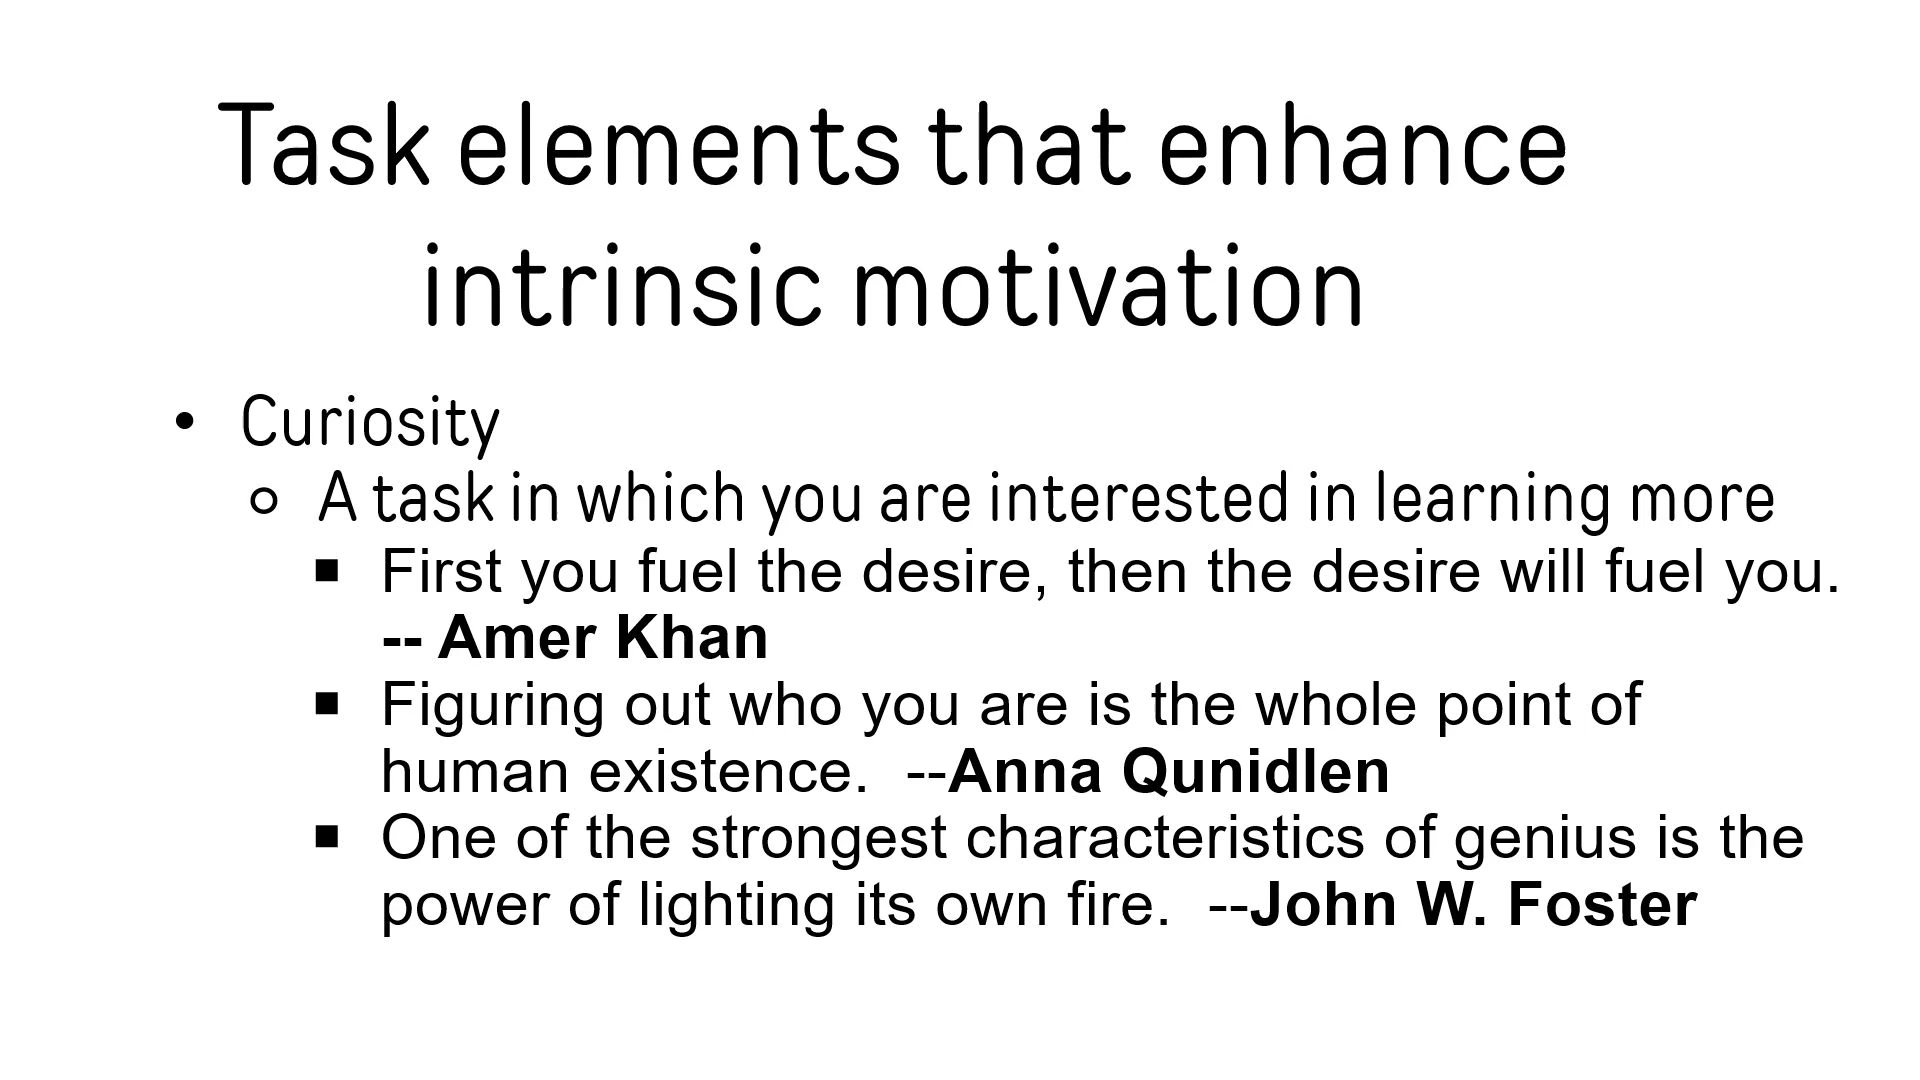 Task elements that enhance
intrinsic motivation
• Curiosity
○ A task in which you are interested in learning more
■ First you fuel the desire, then the desire will fuel you.
-- Amer Khan
■ Figuring out who you are is the whole point of
human existence.  --Anna Qunidlen
■ One of the strongest characteristics of genius is the
power of lighting its own fire.  --John W. Foster